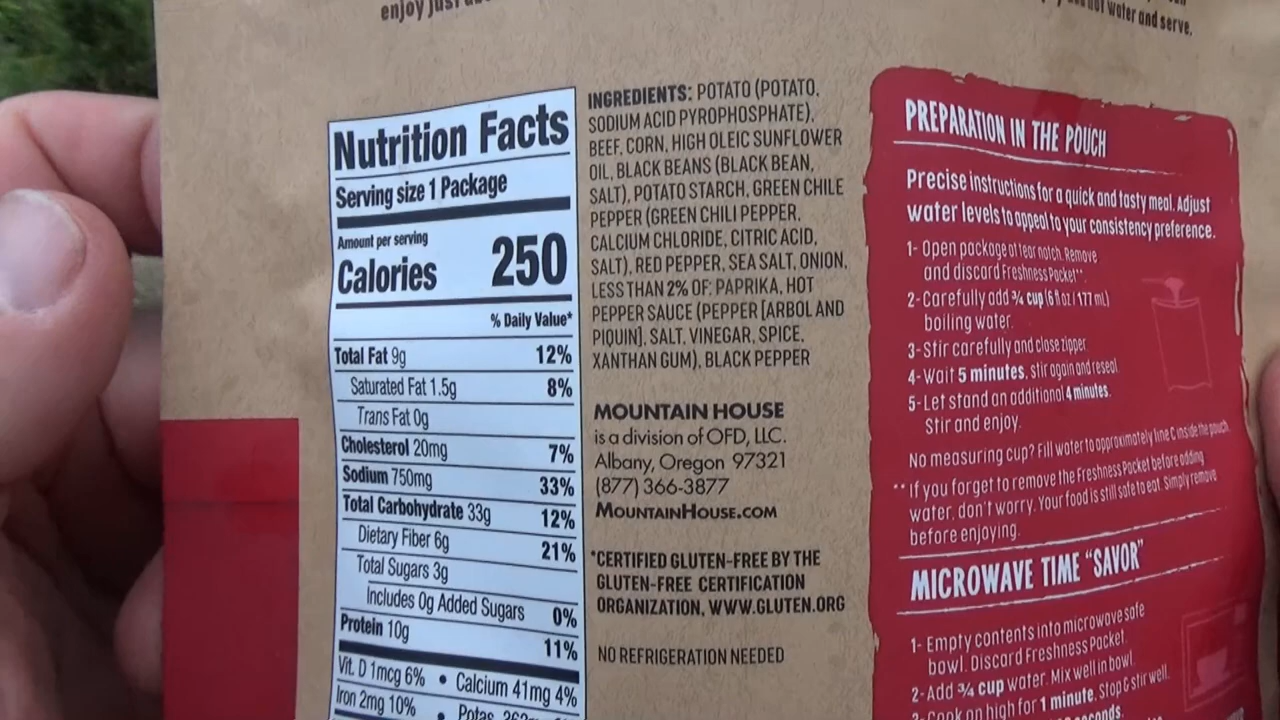 enjoy just
water and serve,
Nutrition Facts
Serving size 1 Package
Amount per serving
Calories 250
% Daily Value*
Total Fat 9g 12%
Saturated Fat 1.5g 8%
Trans Fat 0g
Cholesterol 20mg 7%
Sodium 750mg 33%
Total Carbohydrate 33g 12%
Dietary Fiber 6g 21%
Total Sugars 3g
Includes 0g Added Sugars 0%
Protein 10g 11%
Vit. D 1mcg 6% • Calcium 41mg 4%
Iron 2mg 10% • Potas.
INGREDIENTS: POTATO (POTATO,
SODIUM ACID PYROPHOSPHATE),
BEEF, CORN, HIGH OLEIC SUNFLOWER
OIL, BLACK BEANS (BLACK BEAN,
SALT), POTATO STARCH, GREEN CHILE
PEPPER (GREEN CHILI PEPPER,
CALCIUM CHLORIDE, CITRIC ACID,
SALT), RED PEPPER, SEA SALT, ONION,
LESS THAN 2% OF: PAPRIKA, HOT
PEPPER SAUCE (PEPPER [ARBOL AND
PIQUIN], SALT, VINEGAR, SPICE,
XANTHAN GUM), BLACK PEPPER
MOUNTAIN HOUSE
is a division of OFD, LLC.
Albany, Oregon 97321
(877) 366-3877
MOUNTAINHOUSE.COM
*CERTIFIED GLUTEN-FREE BY THE
GLUTEN-FREE CERTIFICATION
ORGANIZATION, WWW.GLUTEN.ORG
NO REFRIGERATION NEEDED
PREPARATION IN THE POUCH
Precise instructions for a quick and tasty meal. Adjust
water levels to appeal to your consistency preference.
1- Open package at tear notch. Remove
and discard Freshness Packet**.
2- Carefully add ¾ cup (6 fl oz / 177 mL)
boiling water.
3- Stir carefully and close zipper.
4- Wait 5 minutes, stir again and reseal.
5- Let stand an additional 4 minutes.
Stir and enjoy.
No measuring cup? Fill water to approximately line C inside the pouch.
** If you forget to remove the Freshness Packet before adding
water, don't worry. Your food is still safe to eat. Simply remove
before enjoying.
MICROWAVE TIME "SAVOR"
1- Empty contents into microwave safe
bowl. Discard Freshness Packet.
2- Add ¾ cup water. Mix well in bowl.
3- Cook on high for 1 minute. Stop & stir well.
seconds.